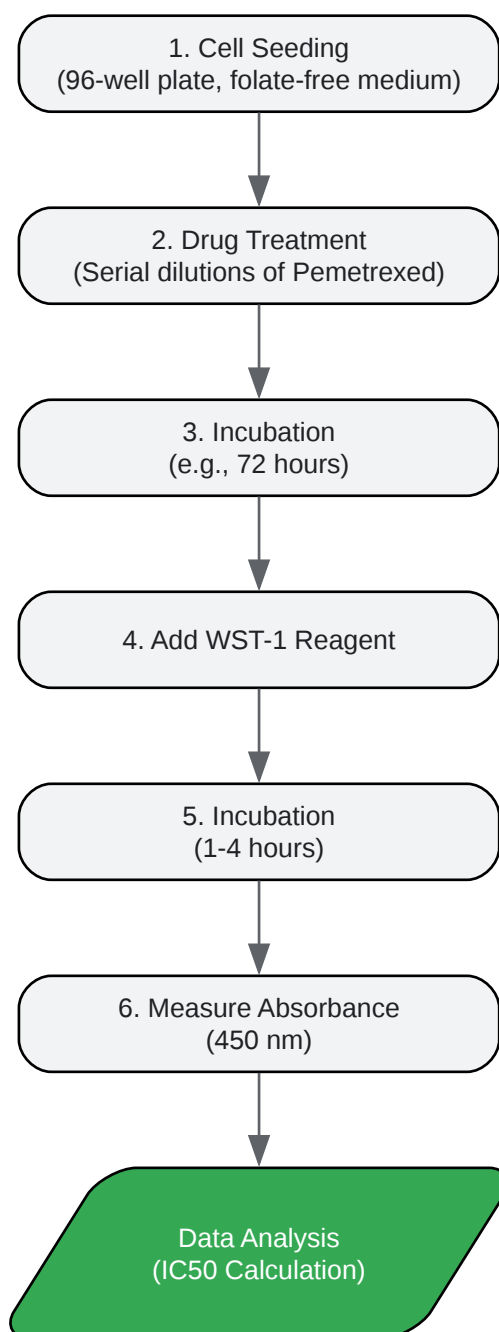 1. Cell Seeding
(96-well plate, folate-free medium)
2. Drug Treatment
(Serial dilutions of Pemetrexed)
3. Incubation
(e.g., 72 hours)
4. Add WST-1 Reagent
5. Incubation
(1-4 hours)
6. Measure Absorbance
(450 nm)
Data Analysis
(IC50 Calculation)